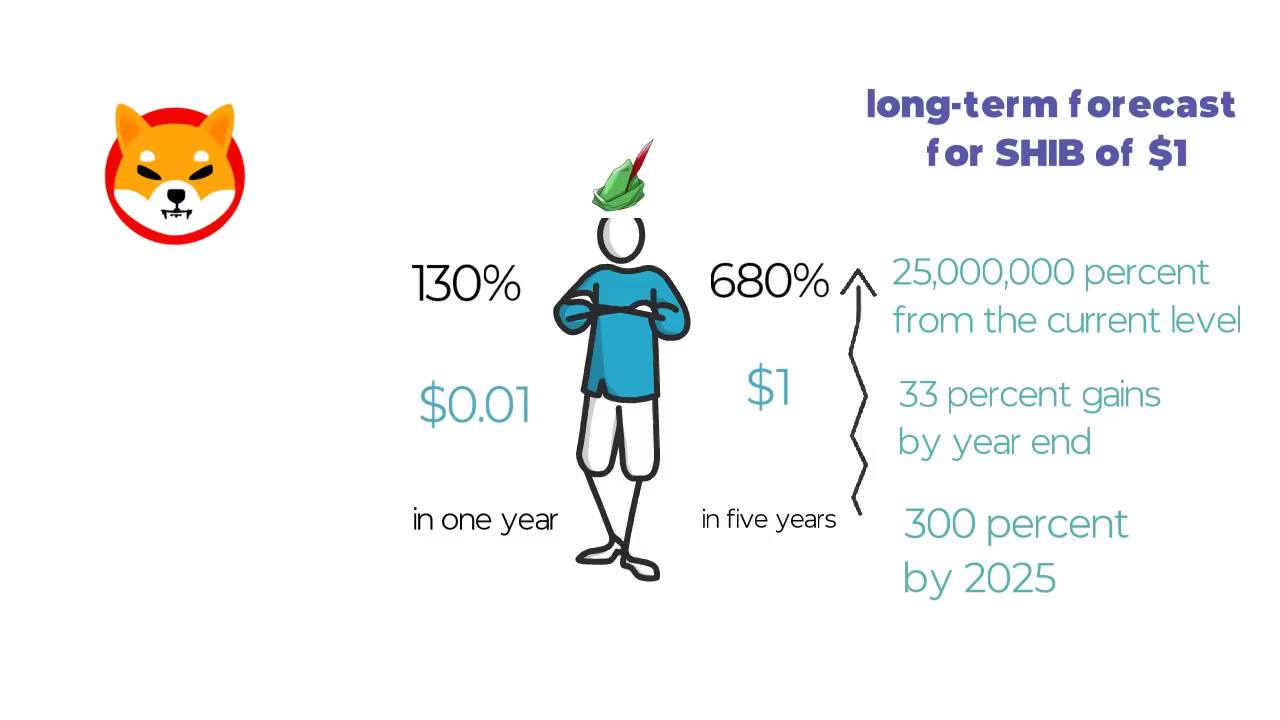 long-term forecast
for SHIB of $1
130%
680%
25,000,000 percent
from the current level
$0.01
$1
33 percent gains
by year end
in one year
in five years
300 percent
by 2025